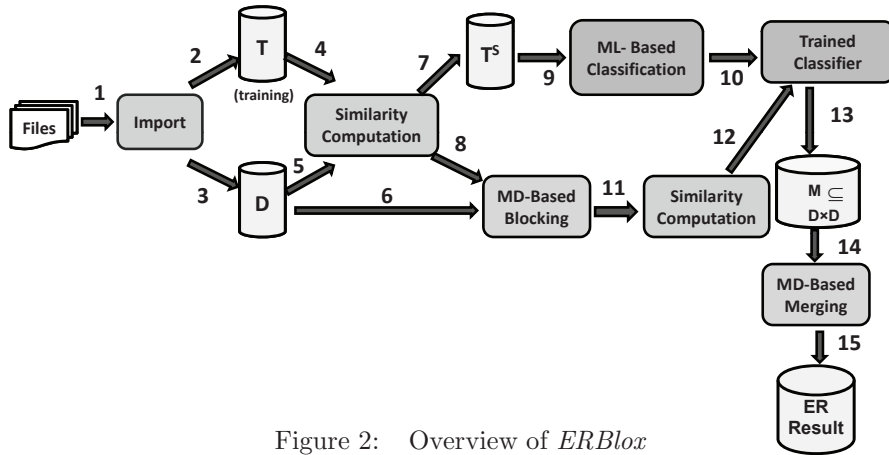 1
Files
Import
2
3
T
(training)
4
D
5
6
Similarity
Computation
7
8
T^S
9
ML- Based
Classification
10
Trained
Classifier
MD-Based
Blocking
11
Similarity
Computation
12
13
M ⊆
D×D
14
MD-Based
Merging
15
ER
Result
Figure 2: Overview of ERBlox